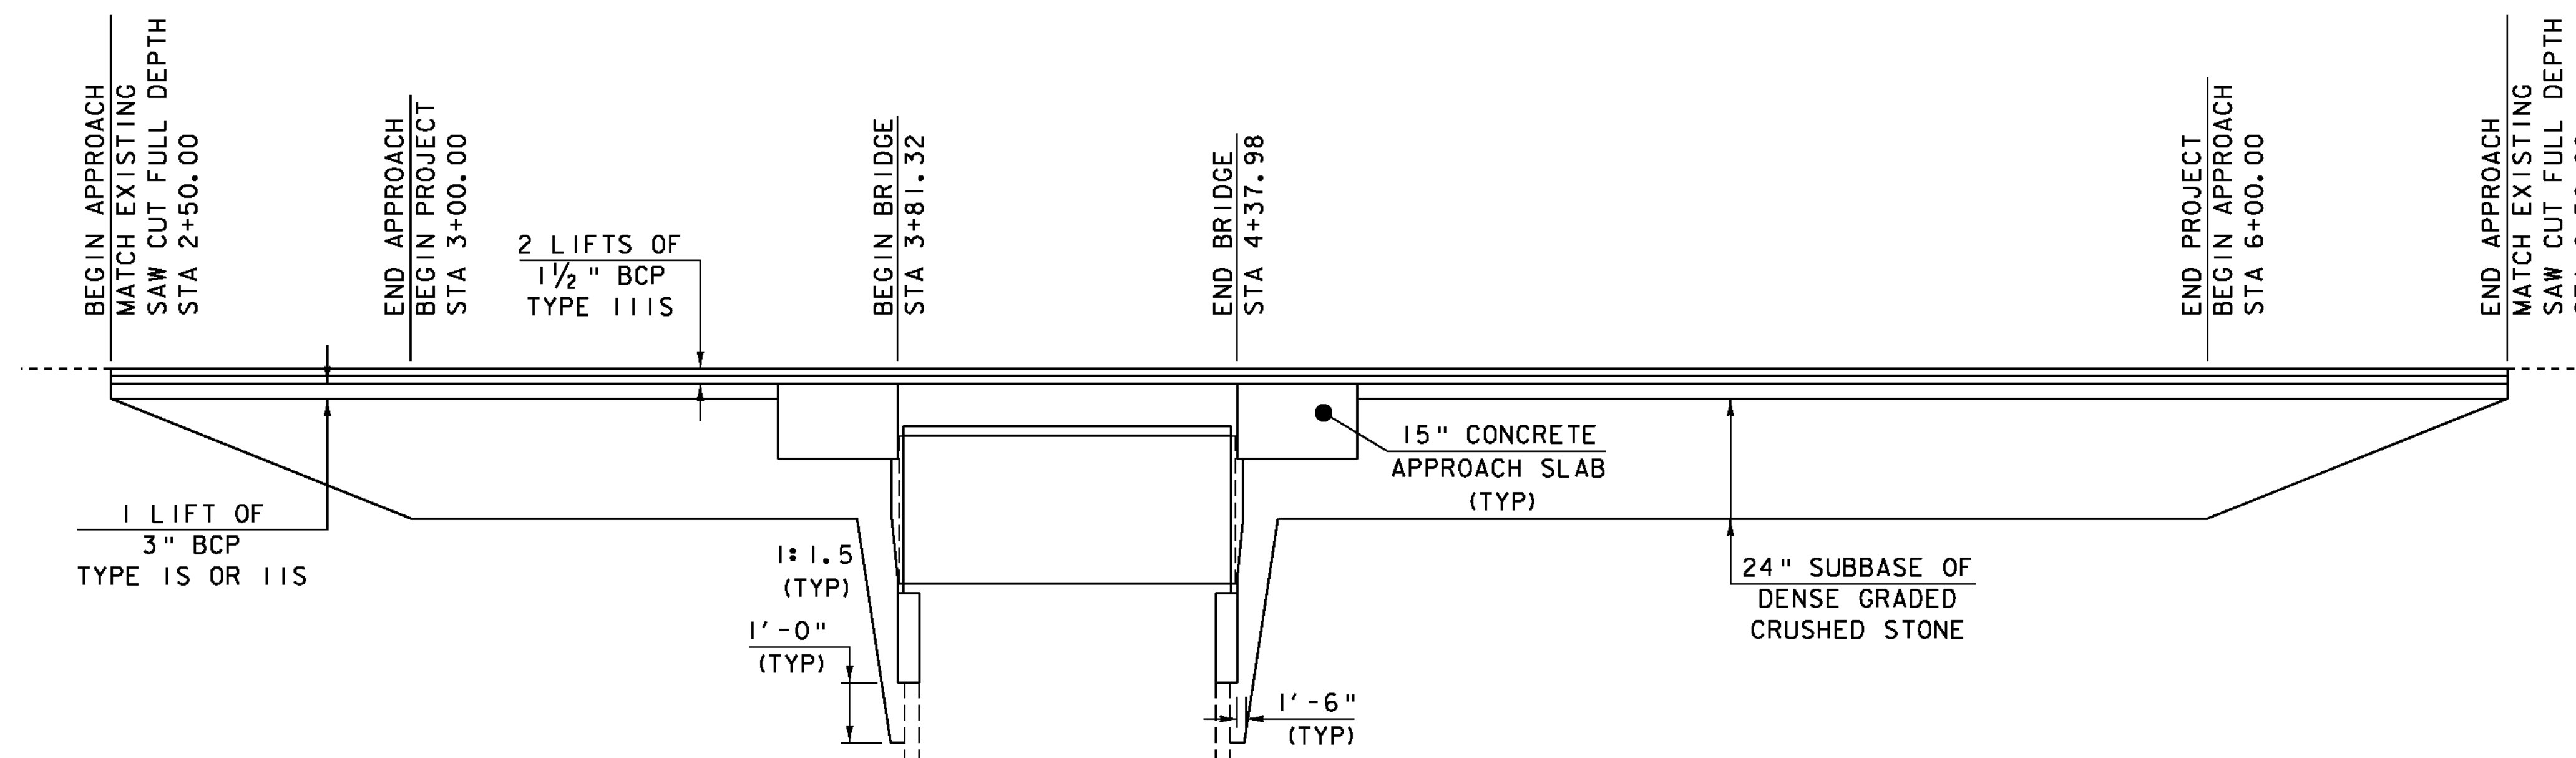 BEGIN APPROACH
MATCH EXISTING
SAW CUT FULL DEPTH
STA 2+50.00
END APPROACH
BEGIN PROJECT
STA 3+00.00
2 LIFTS OF
1½" BCP
TYPE IIIS
BEGIN BRIDGE
STA 3+81.32
END BRIDGE
STA 4+37.98
END PROJECT
BEGIN APPROACH
STA 6+00.00
END APPROACH
MATCH EXISTING
SAW CUT FULL DEPTH
1 LIFT OF
3" BCP
TYPE IS OR IIS
1:1.5
(TYP)
1'-0"
(TYP)
15" CONCRETE
APPROACH SLAB
(TYP)
24" SUBBASE OF
DENSE GRADED
CRUSHED STONE
1'-6"
(TYP)